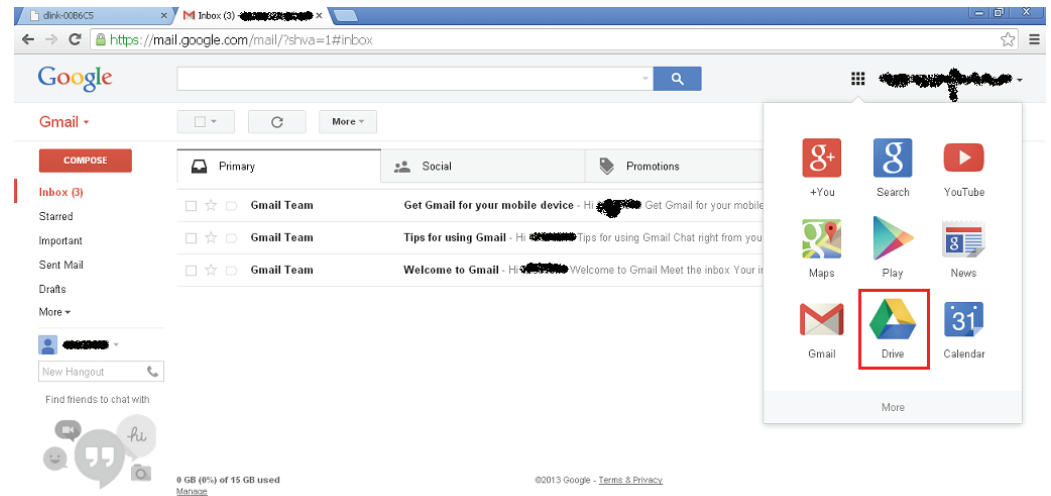 dlink-00B6C5 × Inbox (3) - ×
https://mail.google.com/mail/?shva=1#inbox
Google
Gmail
More
COMPOSE
Primary
Social
Promotions
Inbox (3)
Starred
Important
Sent Mail
Drafts
More
Gmail Team Get Gmail for your mobile device - Hi Get Gmail for your mobile
Gmail Team Tips for using Gmail - Hi Tips for using Gmail Chat right from you
Gmail Team Welcome to Gmail - Hi Welcome to Gmail Meet the inbox Your in
New Hangout
Find friends to chat with
hi
g+ 8
+You Search YouTube
8
Maps Play News
31
Gmail Drive Calendar
More
0 GB (0%) of 15 GB used
Manage
©2013 Google - Terms & Privacy